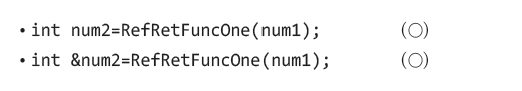 • int num2=RefRetFuncOne(num1); (○)
• int &num2=RefRetFuncOne(num1); (○)